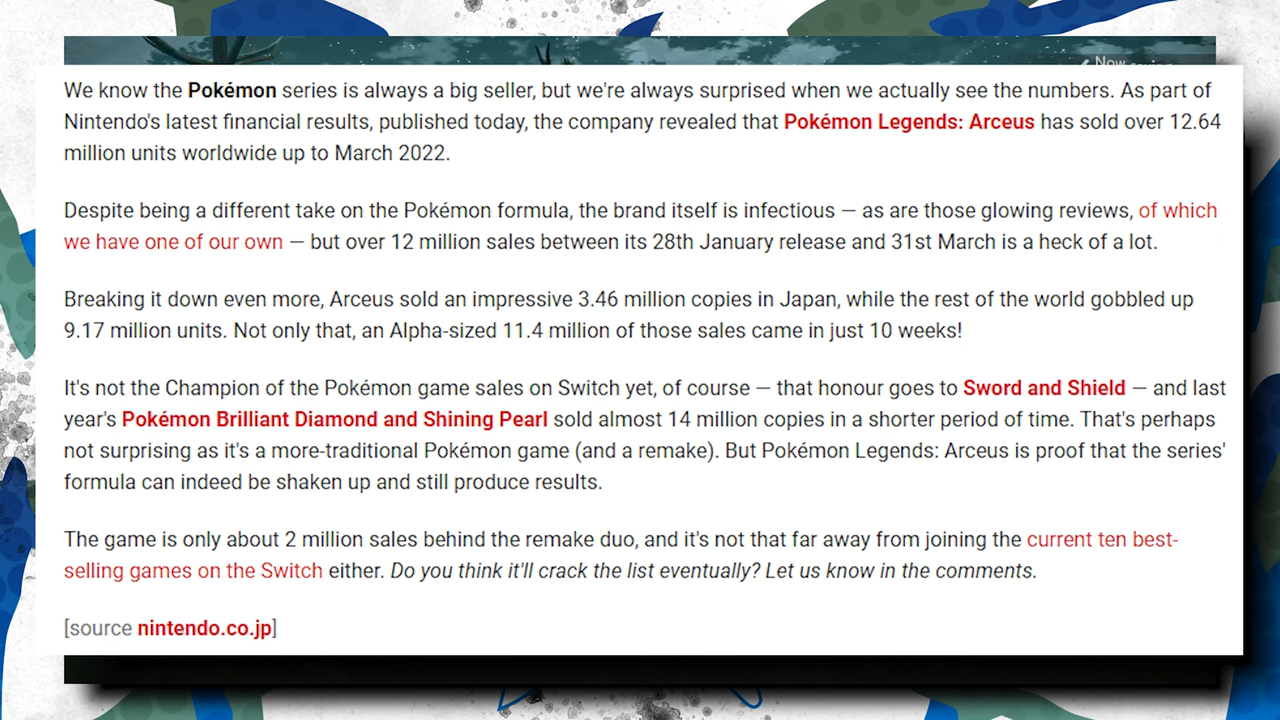 Now saving
We know the Pokémon series is always a big seller, but we're always surprised when we actually see the numbers. As part of
Nintendo's latest financial results, published today, the company revealed that Pokémon Legends: Arceus has sold over 12.64
million units worldwide up to March 2022.
Despite being a different take on the Pokémon formula, the brand itself is infectious — as are those glowing reviews, of which
we have one of our own — but over 12 million sales between its 28th January release and 31st March is a heck of a lot.
Breaking it down even more, Arceus sold an impressive 3.46 million copies in Japan, while the rest of the world gobbled up
9.17 million units. Not only that, an Alpha-sized 11.4 million of those sales came in just 10 weeks!
It's not the Champion of the Pokémon game sales on Switch yet, of course — that honour goes to Sword and Shield — and last
year's Pokémon Brilliant Diamond and Shining Pearl sold almost 14 million copies in a shorter period of time. That's perhaps
not surprising as it's a more-traditional Pokémon game (and a remake). But Pokémon Legends: Arceus is proof that the series'
formula can indeed be shaken up and still produce results.
The game is only about 2 million sales behind the remake duo, and it's not that far away from joining the current ten best-
selling games on the Switch either. Do you think it'll crack the list eventually? Let us know in the comments.
[source nintendo.co.jp]